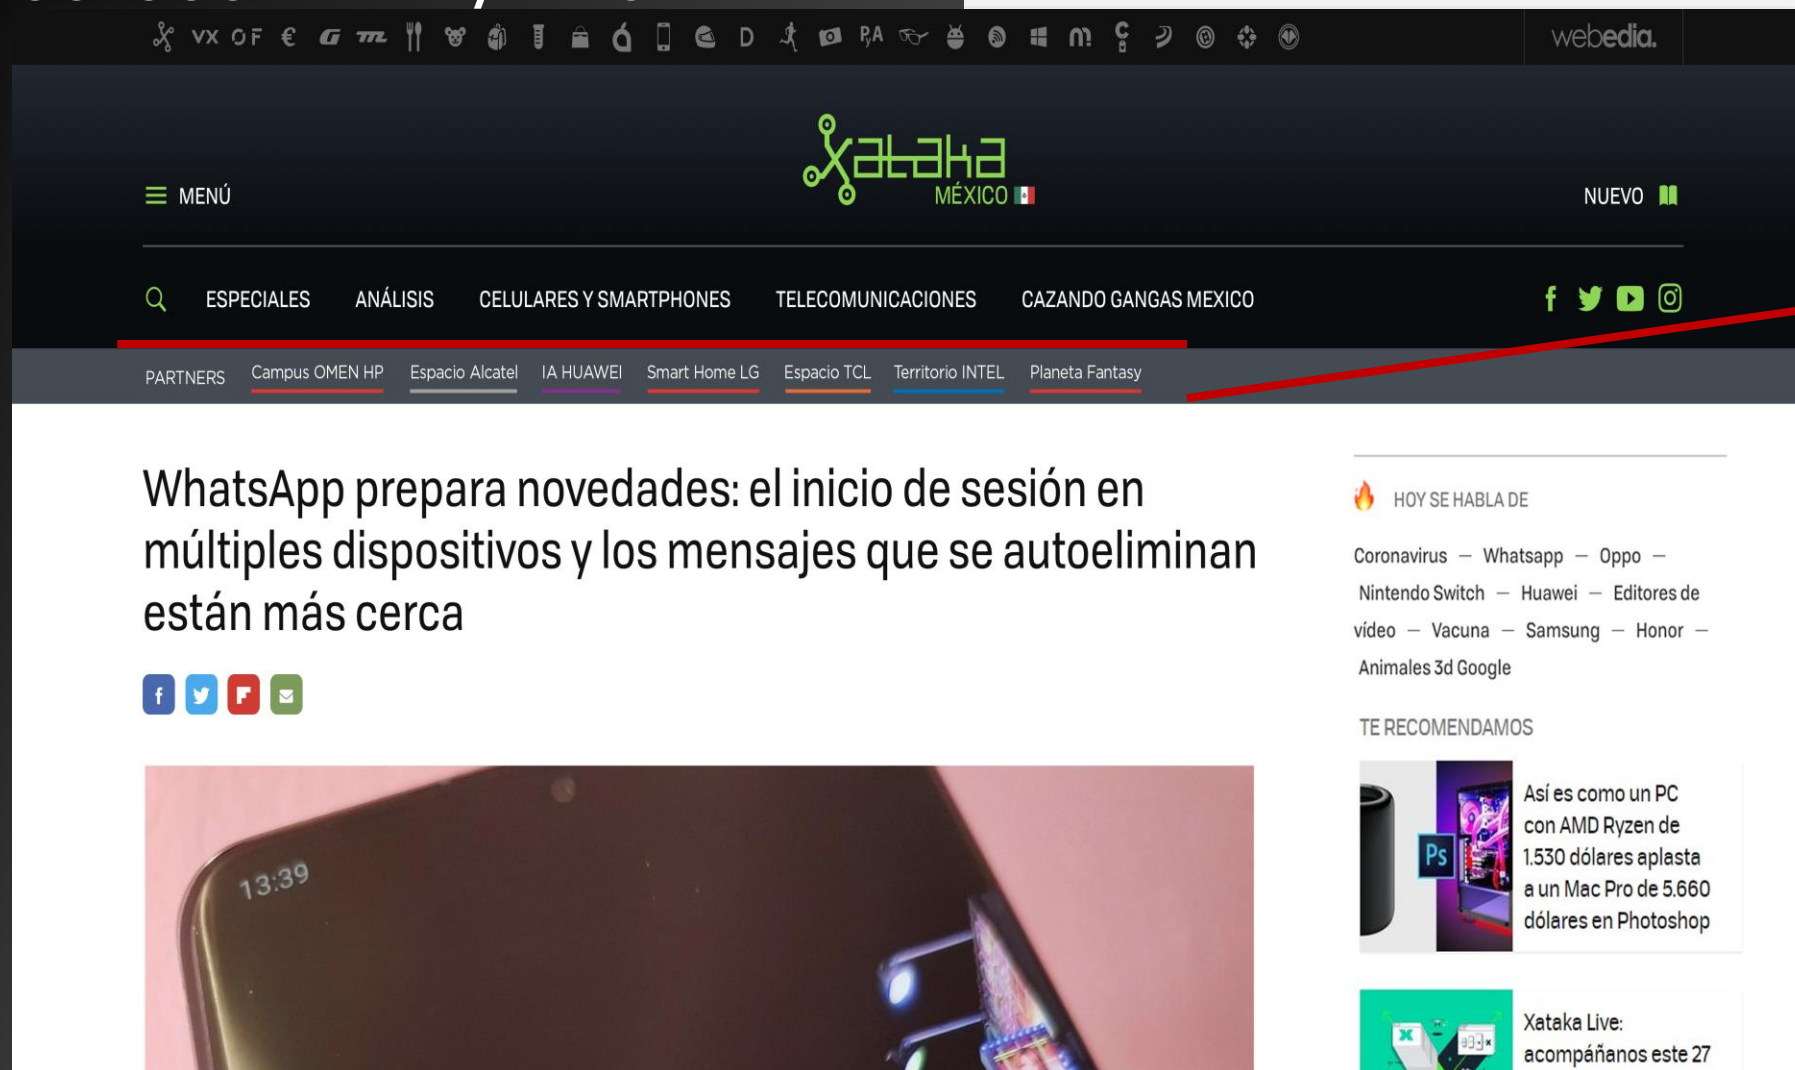 webedia.
xataka
MÉXICO
MENÚ
NUEVO
ESPECIALES ANÁLISIS CELULARES Y SMARTPHONES TELECOMUNICACIONES CAZANDO GANGAS MEXICO
PARTNERS Campus OMEN HP Espacio Alcatel IA HUAWEI Smart Home LG Espacio TCL Territorio INTEL Planeta Fantasy
WhatsApp prepara novedades: el inicio de sesión en
múltiples dispositivos y los mensajes que se autoeliminan
están más cerca
13:39
HOY SE HABLA DE
Coronavirus — Whatsapp — Oppo —
Nintendo Switch — Huawei — Editores de
vídeo — Vacuna — Samsung — Honor —
Animales 3d Google
TE RECOMENDAMOS
Ps
Así es como un PC
con AMD Ryzen de
1.530 dólares aplasta
a un Mac Pro de 5.660
dólares en Photoshop
Xataka Live:
acompáñanos este 27